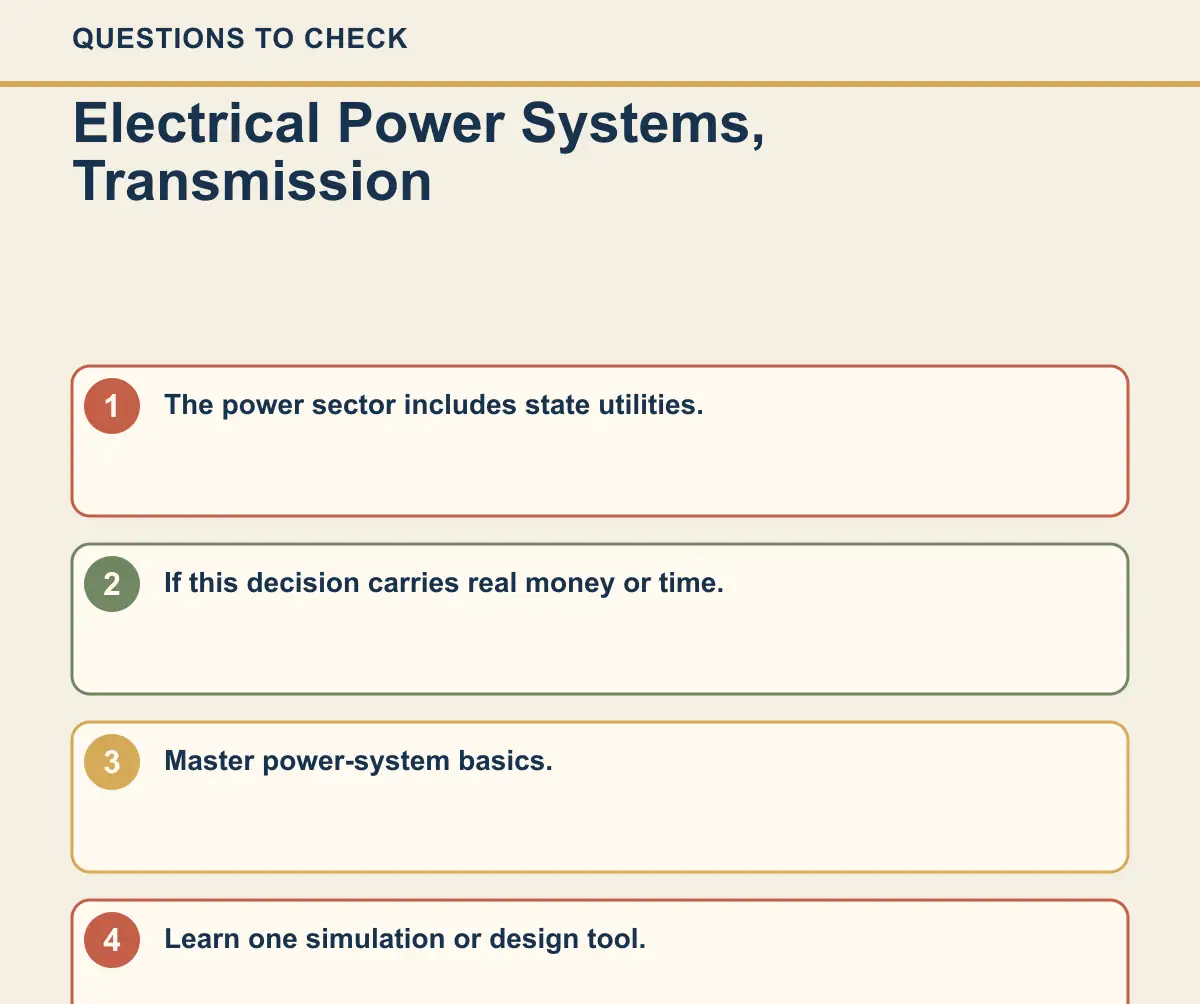 QUESTIONS TO CHECK
Electrical Power Systems,
Transmission
1
The power sector includes state utilities.
2
If this decision carries real money or time.
3
Master power-system basics.
4
Learn one simulation or design tool.